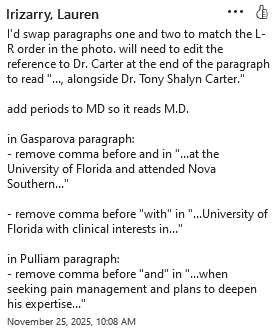 Irizarry, Lauren
I'd swap paragraphs one and two to match the L-
R order in the photo. will need to edit the
reference to Dr. Carter at the end of the paragraph
to read "..., alongside Dr. Tony Shalyn Carter."
add periods to MD so it reads M.D.
in Gasparova paragraph:
- remove comma before and in "...at the
University of Florida and attended Nova
Southern..."
- remove comma before "with" in "...University of
Florida with clinical interests in..."
in Pulliam paragraph:
- remove comma before "and" in "...when
seeking pain management and plans to deepen
his expertise..."
November 25, 2025, 10:08 AM